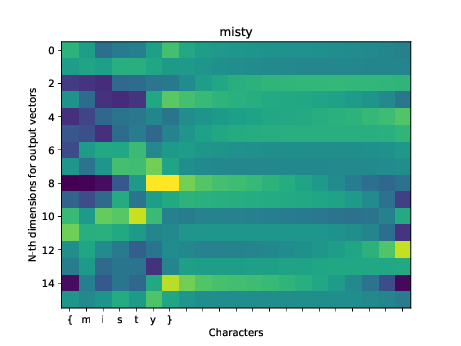 misty
N-th dimensions for output vectors
0
2
4
6
8
10
12
14
{ m i s t y }
Characters